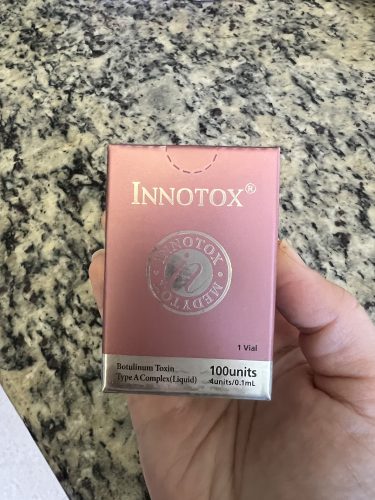 INNOTOX®
INNOTOX
MEDYTOX
1 Vial
Botulinum Toxin
Type A Complex(Liquid)
100units
4units/0.1mL